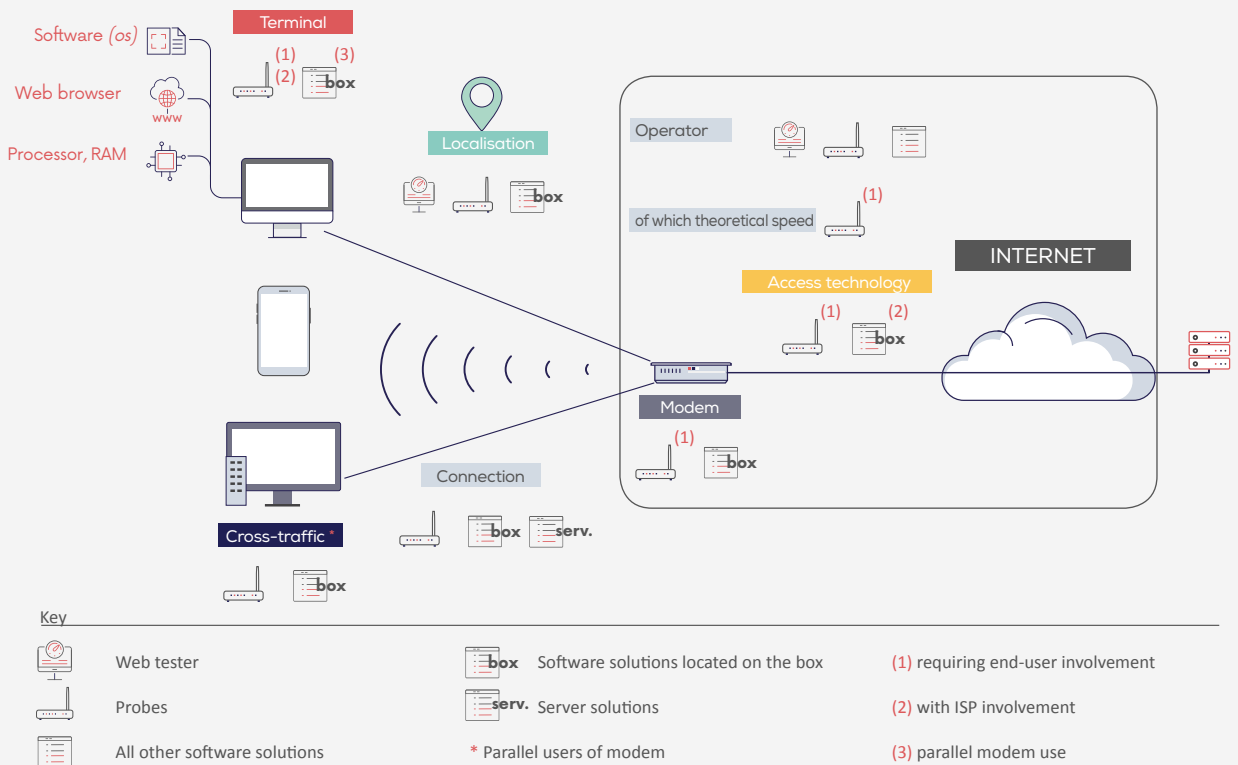 Software (os)
Web browser
www
Processor, RAM
Terminal
(1)
(2)
(3)
box
Localisation
box
Operator
of which theoretical speed
(1)
INTERNET
Access technology
(1)
(2)
box
Modem
(1)
box
Connection
box
serv.
Cross-traffic *
box
Key
Web tester
Probes
All other software solutions
box Software solutions located on the box
serv. Server solutions
* Parallel users of modem
(1) requiring end-user involvement
(2) with ISP involvement
(3) parallel modem use